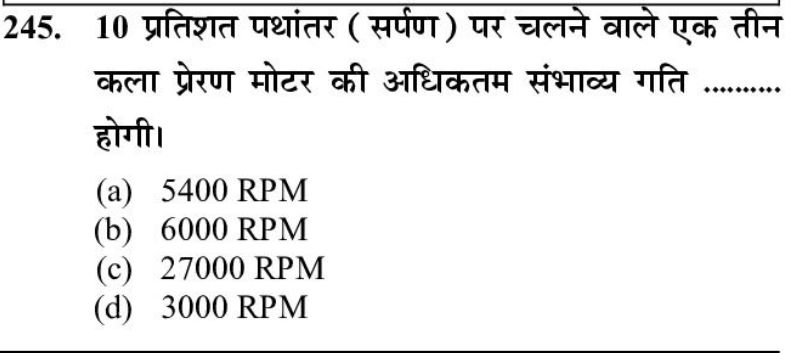 245. 10 प्रतिशत पथांतर ( सर्पण ) पर चलने वाले एक तीन
कला प्रेरण मोटर की अधिकतम संभाव्य गति ..........
होगी।
(a) 5400 RPM
(b) 6000 RPM
(c) 27000 RPM
(d) 3000 RPM